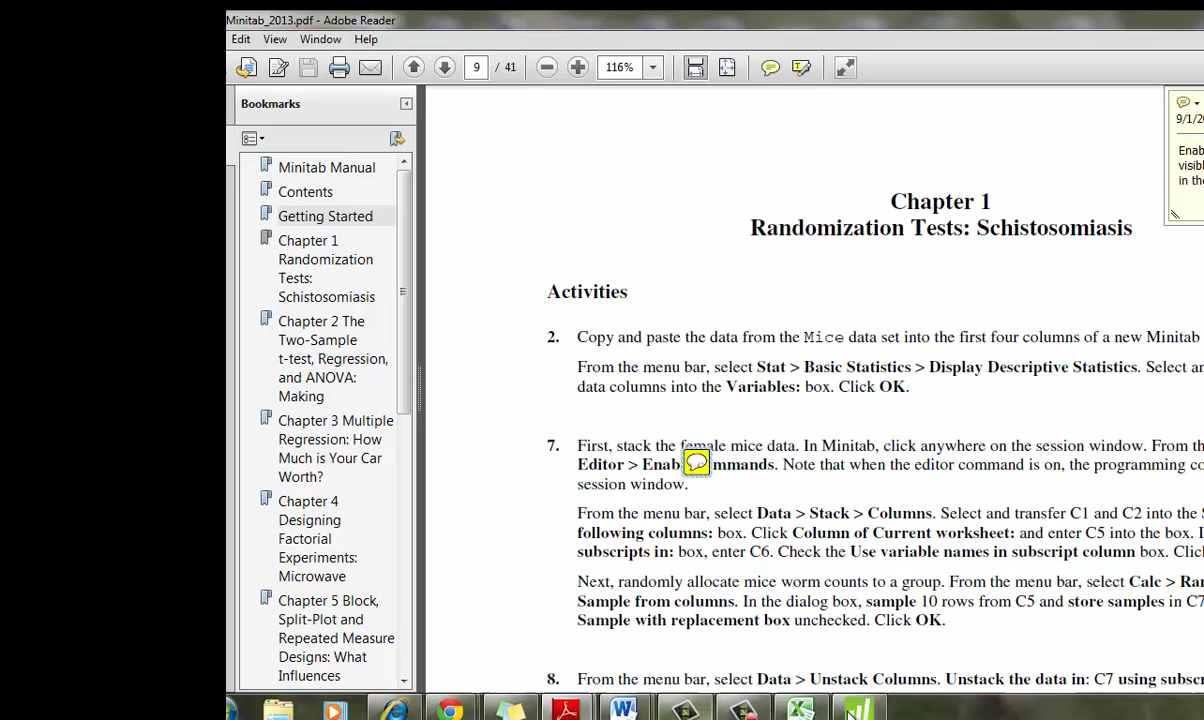 Minitab_2013.pdf - Adobe Reader
Edit View Window Help
9 / 41 116%
Bookmarks
Minitab Manual
Contents
Getting Started
Chapter 1
Randomization
Tests:
Schistosomiasis
Chapter 2 The
Two-Sample
t-test, Regression,
and ANOVA:
Making
Chapter 3 Multiple
Regression: How
Much is Your Car
Worth?
Chapter 4
Designing
Factorial
Experiments:
Microwave
Chapter 5 Block,
Split-Plot and
Repeated Measure
Designs: What
Influences
9/1/20
Enab
visibl
in the
Chapter 1
Randomization Tests: Schistosomiasis
Activities
2. Copy and paste the data from the Mice data set into the first four columns of a new Minitab
From the menu bar, select Stat > Basic Statistics > Display Descriptive Statistics. Select an
data columns into the Variables: box. Click OK.
7. First, stack the female mice data. In Minitab, click anywhere on the session window. From th
Editor > Enab mmands. Note that when the editor command is on, the programming co
session window.
From the menu bar, select Data > Stack > Columns. Select and transfer C1 and C2 into the S
following columns: box. Click Column of Current worksheet: and enter C5 into the box. I
subscripts in: box, enter C6. Check the Use variable names in subscript column box. Clic
Next, randomly allocate mice worm counts to a group. From the menu bar, select Calc > Ra
Sample from columns. In the dialog box, sample 10 rows from C5 and store samples in C7
Sample with replacement box unchecked. Click OK.
8. From the menu bar, select Data > Unstack Columns. Unstack the data in: C7 using subsc